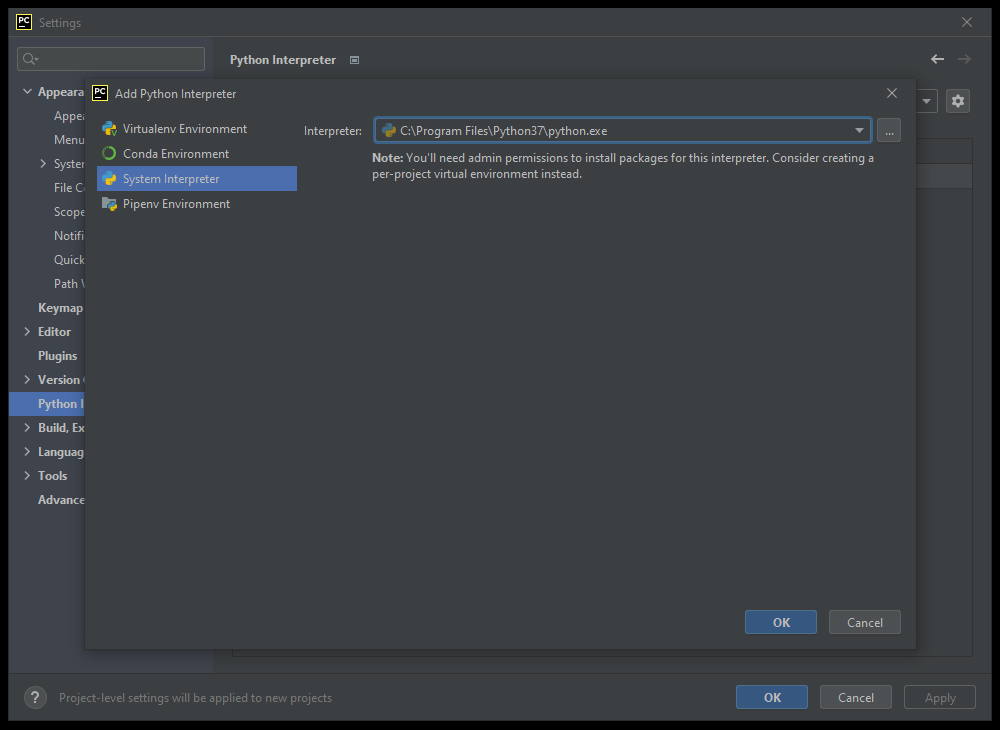 PC Settings
Python Interpreter
PC Add Python Interpreter
Virtualenv Environment
Conda Environment
System Interpreter
Pipenv Environment
Interpreter: C:\Program Files\Python37\python.exe ...
Note: You'll need admin permissions to install packages for this interpreter. Consider creating a
per-project virtual environment instead.
Appeara
Appea
Menu
System
File C
Scope
Notifi
Quick
Path V
Keymap
Editor
Plugins
Version
Python I
Build, Ex
Languag
Tools
Advance
OK Cancel
? Project-level settings will be applied to new projects
OK Cancel Apply